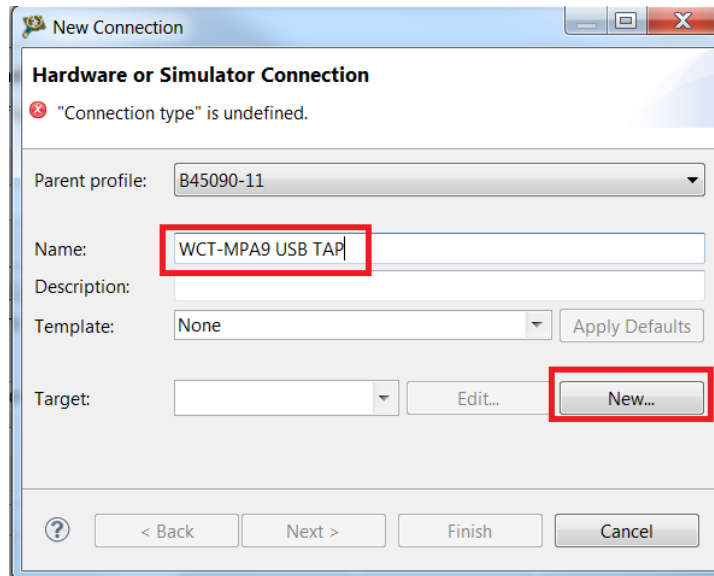 New Connection
Hardware or Simulator Connection
"Connection type" is undefined.
Parent profile: B45090-11
Name: WCT-MPA9 USB TAP
Description:
Template: None Apply Defaults
Target: Edit... New...
? < Back Next > Finish Cancel